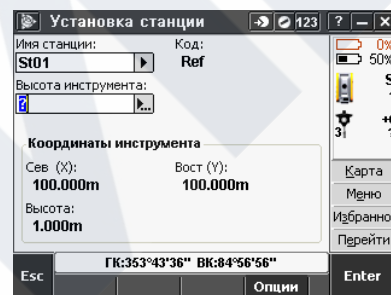 Установка станции
123
? – X
Имя станции:
Код:
St01
Ref
Высота инструмента:
?
Координаты инструмента
Сев (X):
Вост (Y):
100.000m
100.000m
Высота:
1.000m
ГК:353°43'36" ВК:84°56'56"
Esc
Опции
0%
50%
S
3
Карта
Меню
Избранно
Перейти
Enter